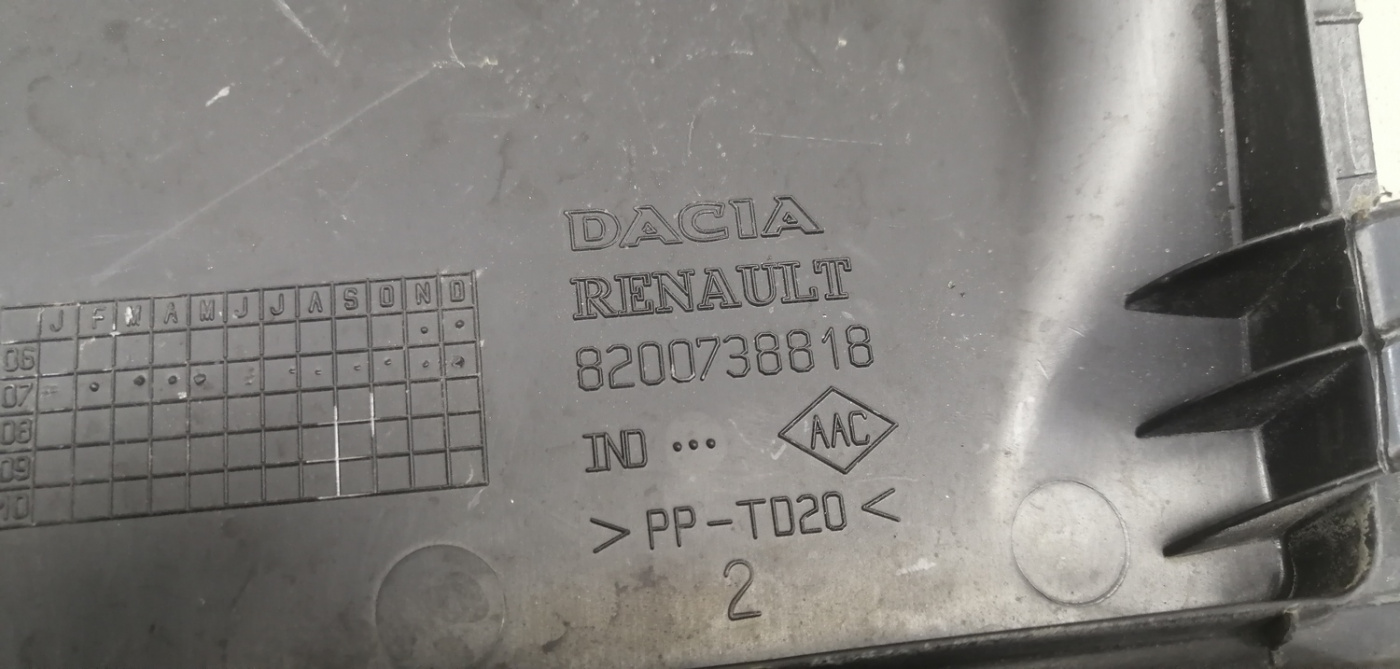 DACIA
RENAULT
8200738818
IND ...
AAC
>PP-TD20<
2
J F M A M J J A S O N D
06
07
08
09
10